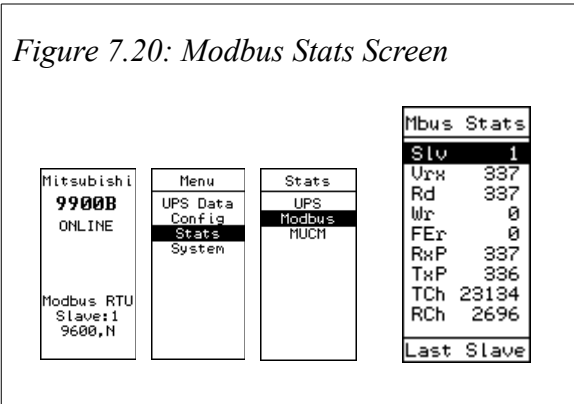 Figure 7.20: Modbus Stats Screen
Mitsubishi
9900B
ONLINE
Modbus RTU
Slave:1
9600,N
Menu
UPS Data
Config
Stats
System
Stats
UPS
Modbus
MUCM
Mbus Stats
Slv 1
Vrx 337
Rd 337
Wr 0
FEr 0
RxP 337
TxP 336
TCh 23134
RCh 2696
Last Slave